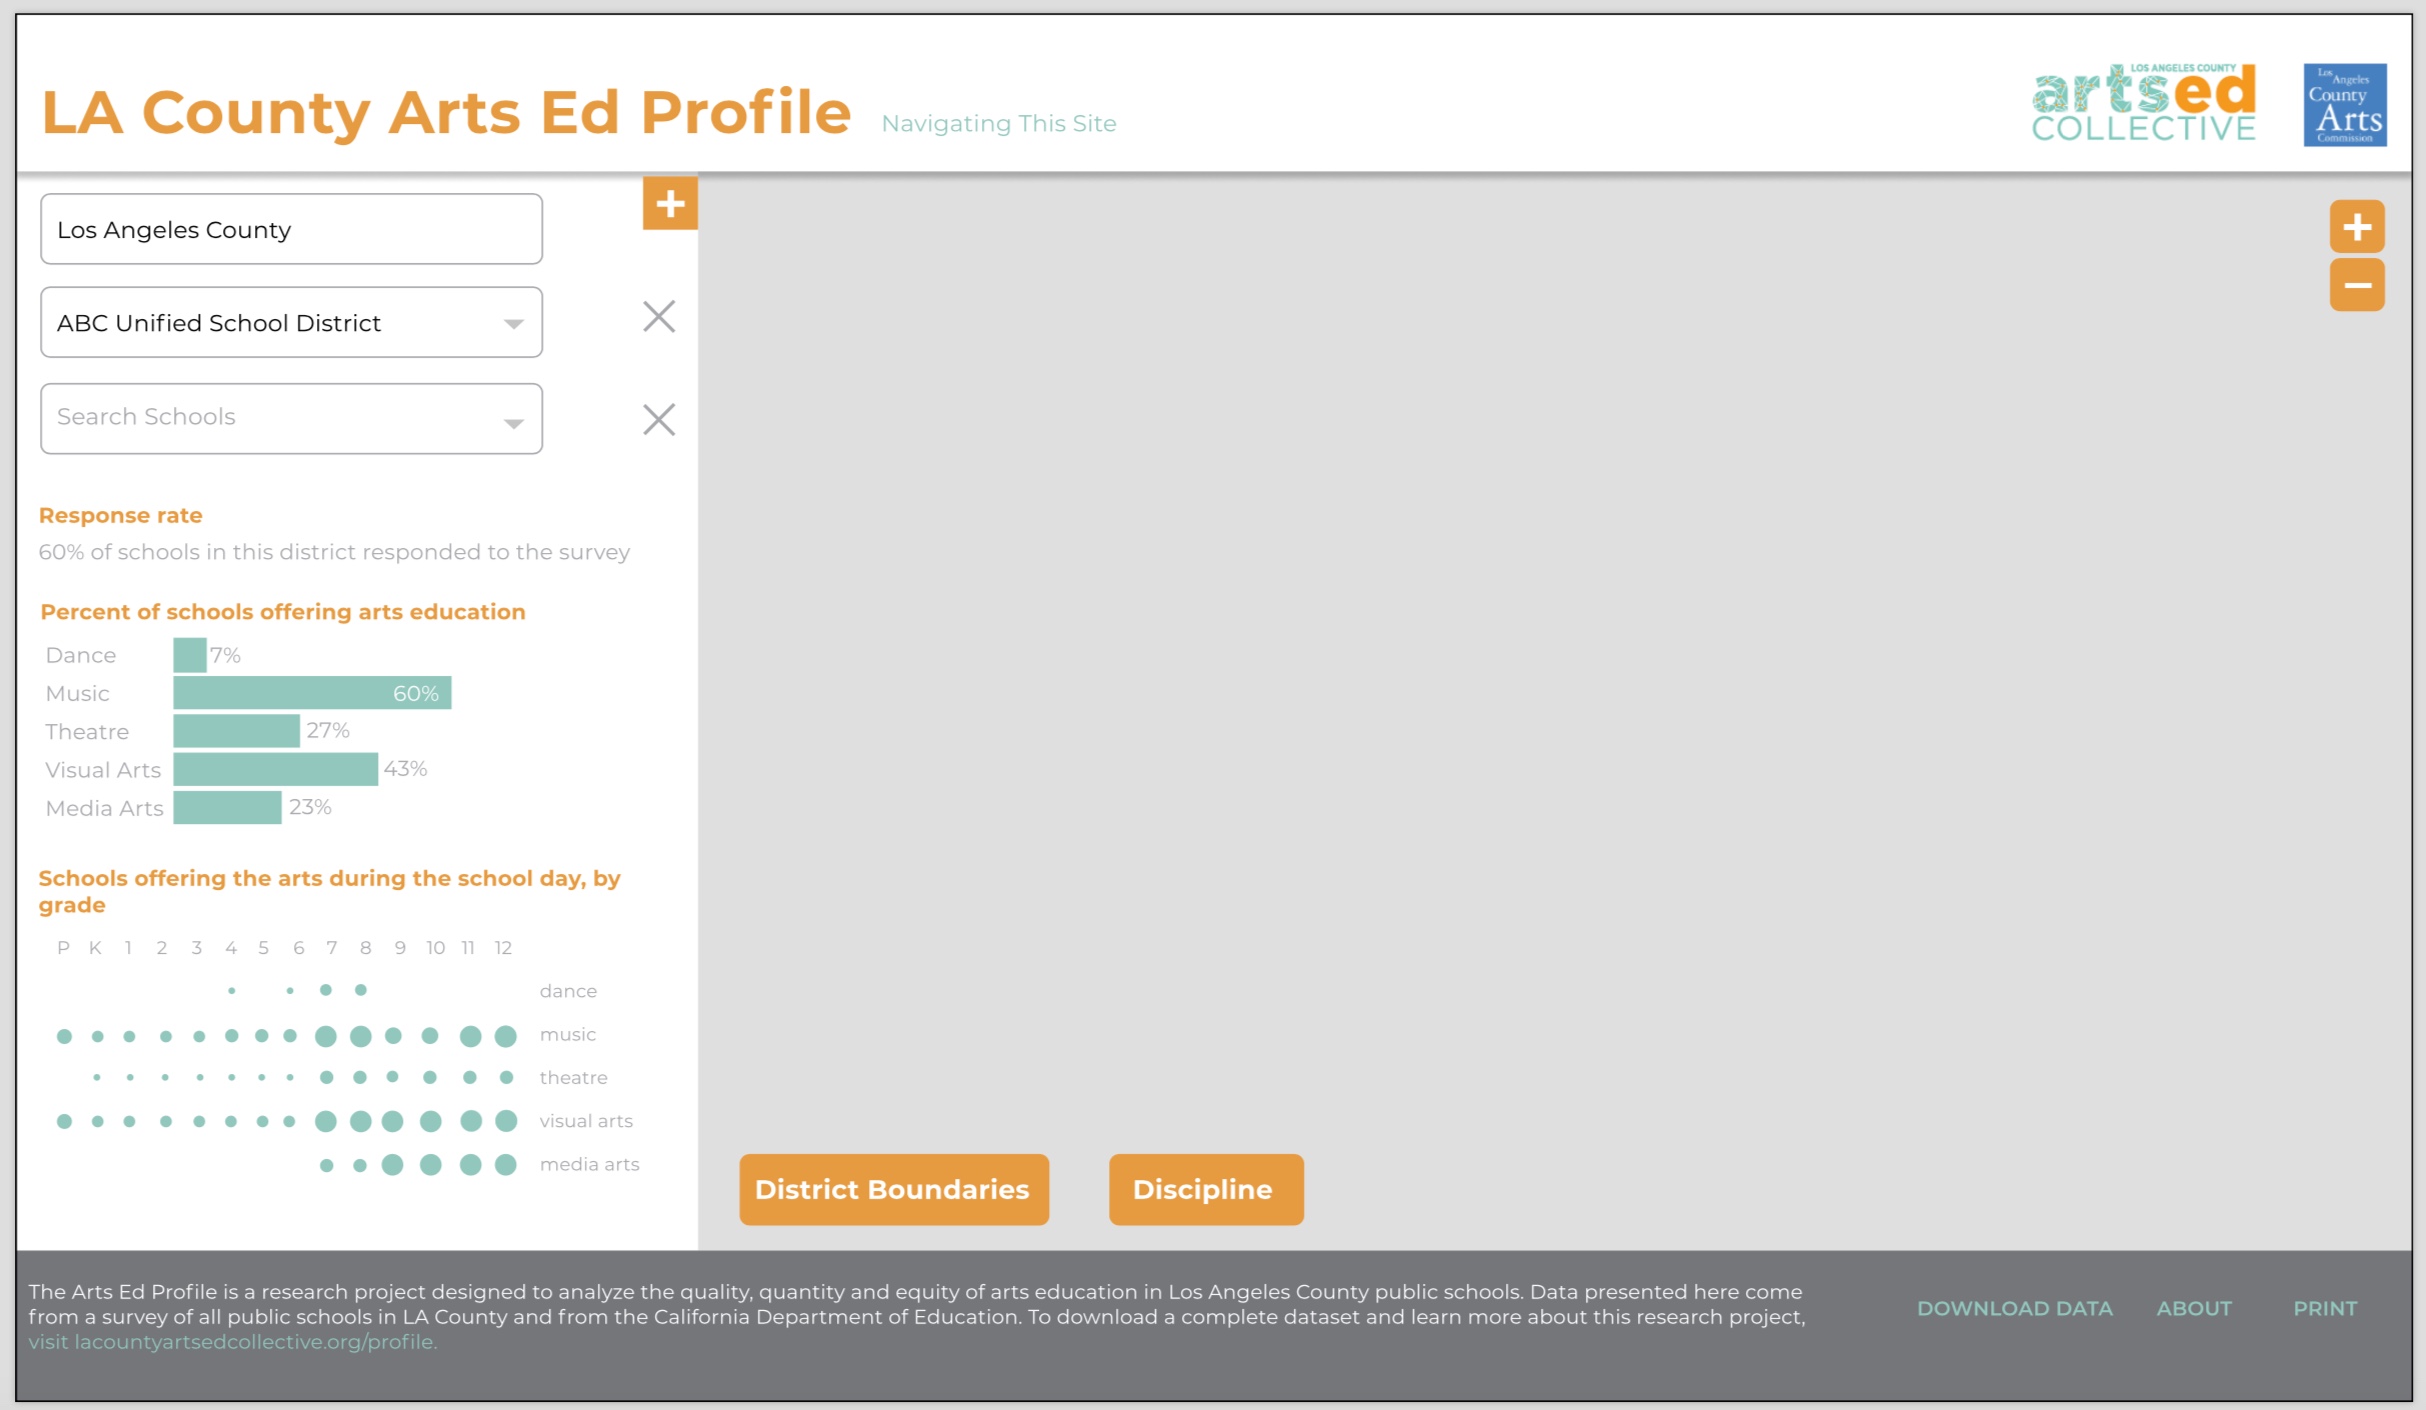 LA County Arts Ed Profile
Navigating This Site
LOS ANGELES COUNTY
artsed
COLLECTIVE
Los Angeles
County
Arts
Commission
Los Angeles County
ABC Unified School District
Search Schools
Response rate
60% of schools in this district responded to the survey
Percent of schools offering arts education
Dance 7%
Music 60%
Theatre 27%
Visual Arts 43%
Media Arts 23%
Schools offering the arts during the school day, by
grade
P K 1 2 3 4 5 6 7 8 9 10 11 12
dance
music
theatre
visual arts
media arts
District Boundaries
Discipline
The Arts Ed Profile is a research project designed to analyze the quality, quantity and equity of arts education in Los Angeles County public schools. Data presented here come
from a survey of all public schools in LA County and from the California Department of Education. To download a complete dataset and learn more about this research project,
visit lacountyartsedcollective.org/profile.
DOWNLOAD DATA
ABOUT
PRINT